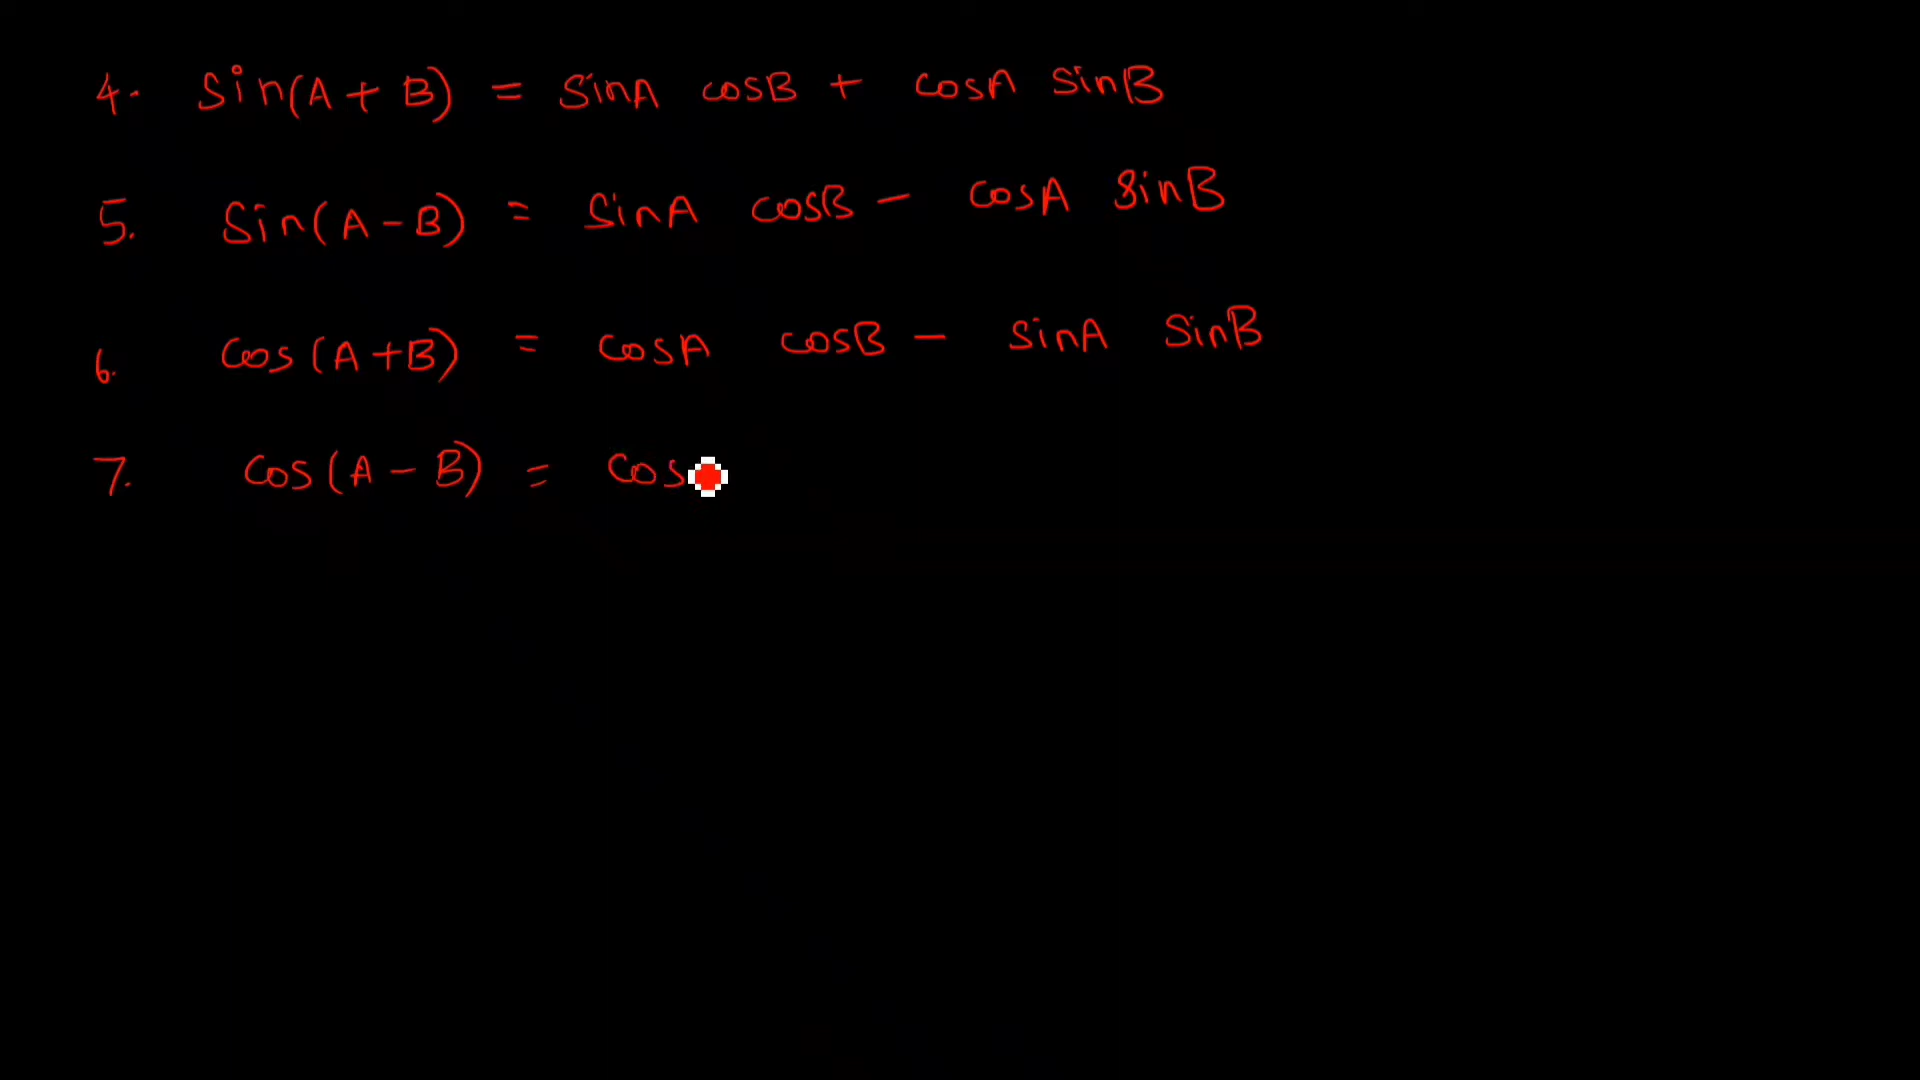 4. Sin(A + B) = SinA cosB + cosA SinB
5. Sin(A - B) = SinA cosB - cosA SinB
6. Cos(A+B) = cosA cosB - sinA SinB
7. Cos(A - B) = Cos